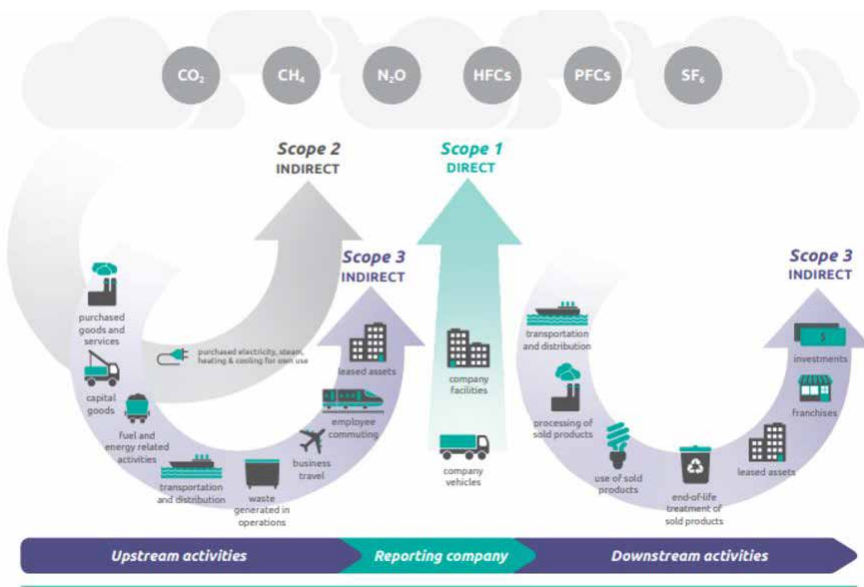 CO₂
CH₄
N₂O
HFCs
PFCs
SF₆
Scope 2
INDIRECT
Scope 1
DIRECT
Scope 3
INDIRECT
Scope 3
INDIRECT
purchased
goods and
services
capital
goods
fuel and
energy related
activities
purchased electricity, steam,
heating & cooling for own use
transportation
and distribution
waste
generated in
operations
business
travel
employee
commuting
leased assets
company
facilities
company
vehicles
transportation
and distribution
processing of
sold products
use of sold
products
end-of-life
treatment of
sold products
leased assets
franchises
investments
$
Upstream activities
Reporting company
Downstream activities